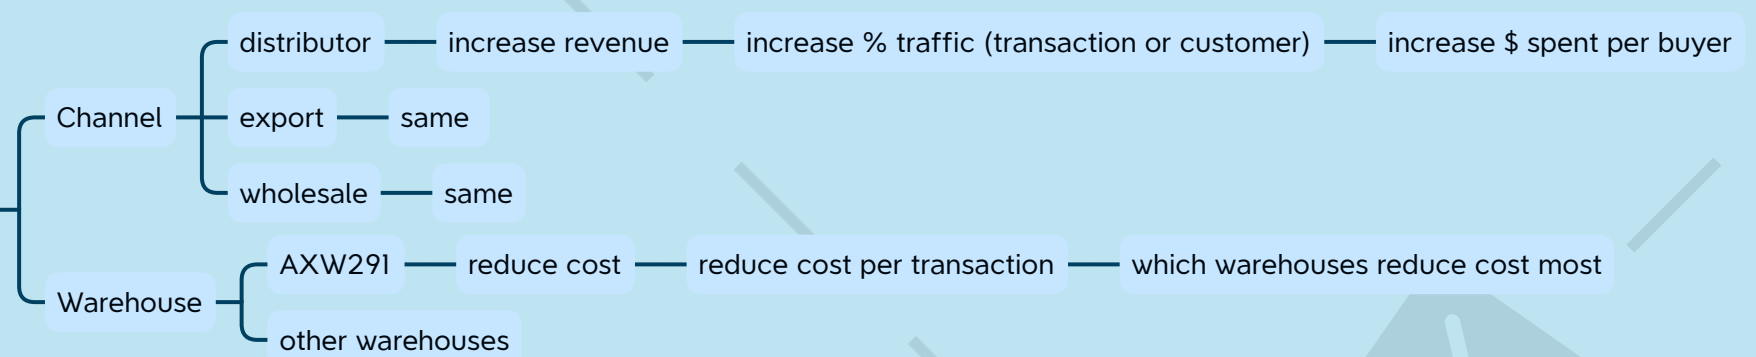 distributor
increase revenue
increase % traffic (transaction or customer)
increase $ spent per buyer
Channel
export
same
wholesale
same
AXW291
reduce cost
reduce cost per transaction
which warehouses reduce cost most
Warehouse
other warehouses